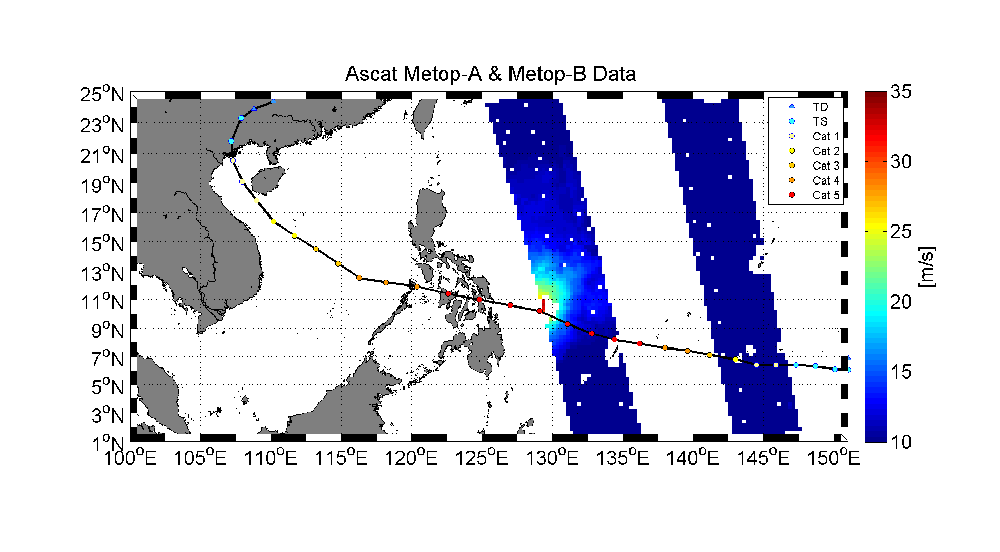 Ascat Metop-A & Metop-B Data
25°N
23°N
21°N
19°N
17°N
15°N
13°N
11°N
9°N
7°N
5°N
3°N
1°N
100°E 105°E 110°E 115°E 120°E 125°E 130°E 135°E 140°E 145°E 150°E
TD
TS
Cat 1
Cat 2
Cat 3
Cat 4
Cat 5
35
30
25
20
15
10
[m/s]